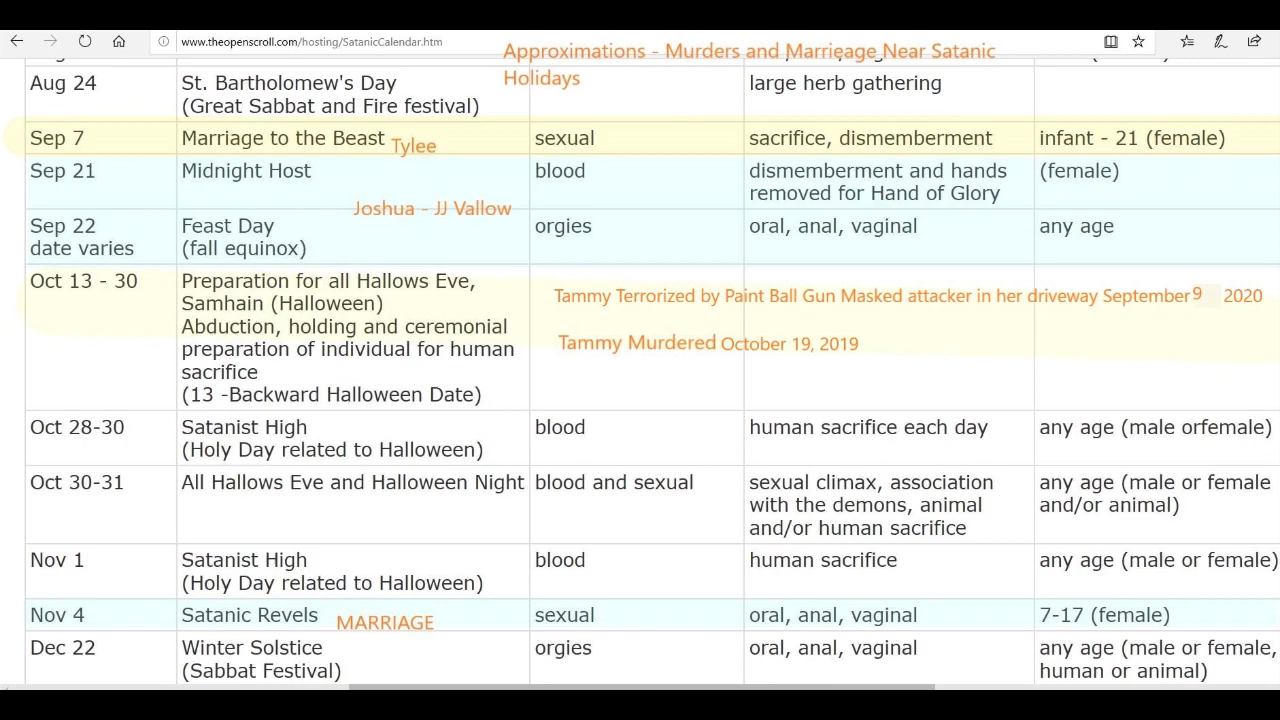 www.theopenscroll.com/hosting/SatanicCalendar.htm
Approximations - Murders and Marrieage Near Satanic
Holidays
Aug 24 St. Bartholomew's Day large herb gathering
(Great Sabbat and Fire festival)
Sep 7 Marriage to the Beast Tylee sexual sacrifice, dismemberment infant - 21 (female)
Sep 21 Midnight Host blood dismemberment and hands (female)
removed for Hand of Glory
Joshua - JJ Vallow
Sep 22 Feast Day orgies oral, anal, vaginal any age
date varies (fall equinox)
Oct 13 - 30 Preparation for all Hallows Eve,
Samhain (Halloween)
Tammy Terrorized by Paint Ball Gun Masked attacker in her driveway September 9 2020
Abduction, holding and ceremonial
preparation of individual for human
Tammy Murdered October 19, 2019
sacrifice
(13 -Backward Halloween Date)
Oct 28-30 Satanist High blood human sacrifice each day any age (male orfemale)
(Holy Day related to Halloween)
Oct 30-31 All Hallows Eve and Halloween Night blood and sexual sexual climax, association any age (male or female
with the demons, animal and/or animal)
and/or human sacrifice
Nov 1 Satanist High blood human sacrifice any age (male or female)
(Holy Day related to Halloween)
Nov 4 Satanic Revels MARRIAGE sexual oral, anal, vaginal 7-17 (female)
Dec 22 Winter Solstice orgies oral, anal, vaginal any age (male or female,
(Sabbat Festival) human or animal)